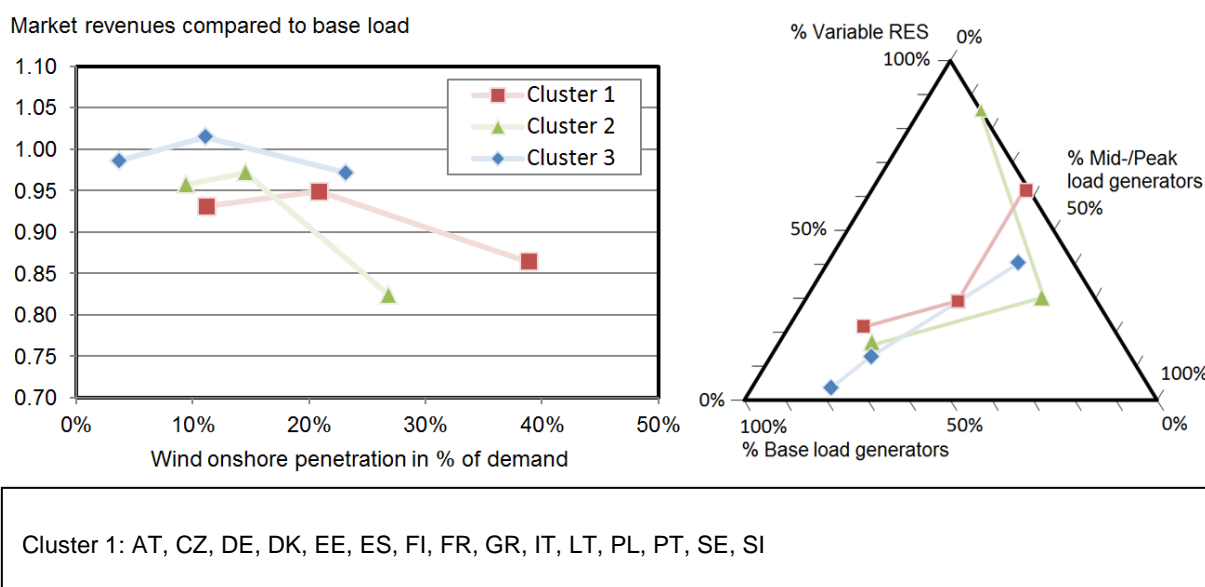 Market revenues compared to base load
1.10
1.05
1.00
0.95
0.90
0.85
0.80
0.75
0.70
0%
10%
20%
30%
40%
50%
Wind onshore penetration in % of demand
Cluster 1
Cluster 2
Cluster 3
% Variable RES
0%
100%
% Mid-/Peak
load generators
50%
50%
100%
0%
100%
50%
0%
% Base load generators
Cluster 1: AT, CZ, DE, DK, EE, ES, FI, FR, GR, IT, LT, PL, PT, SE, SI